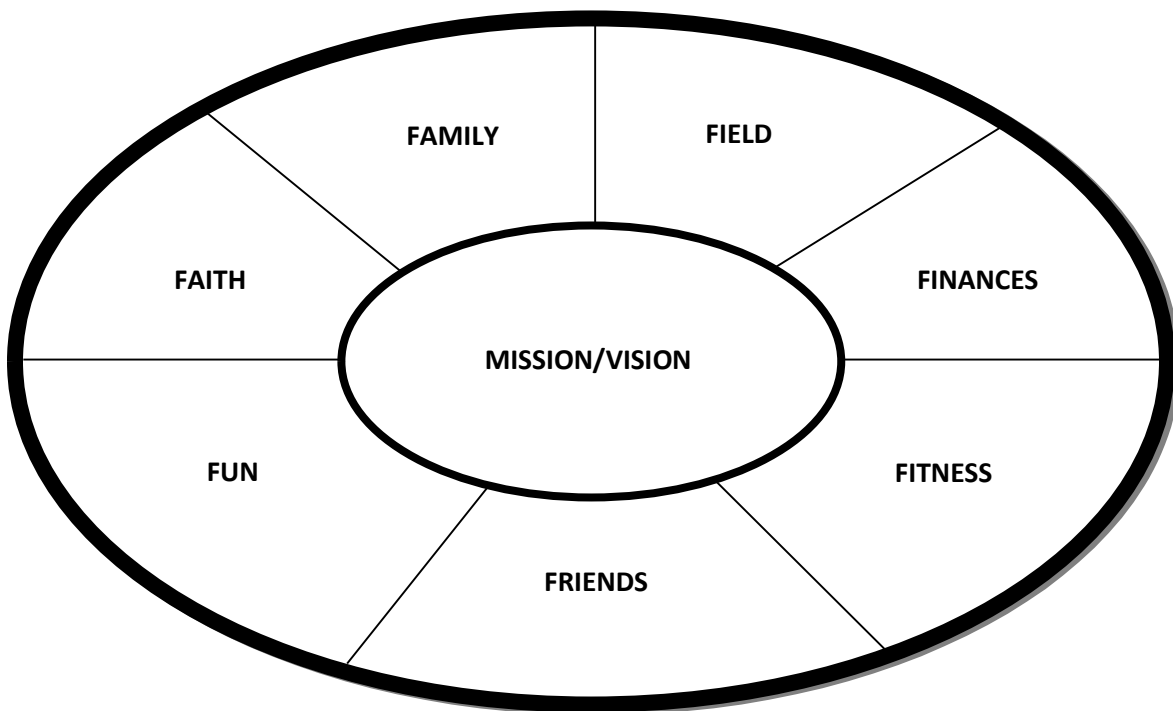 FAMILY
FIELD
FAITH
FINANCES
MISSION/VISION
FUN
FITNESS
FRIENDS